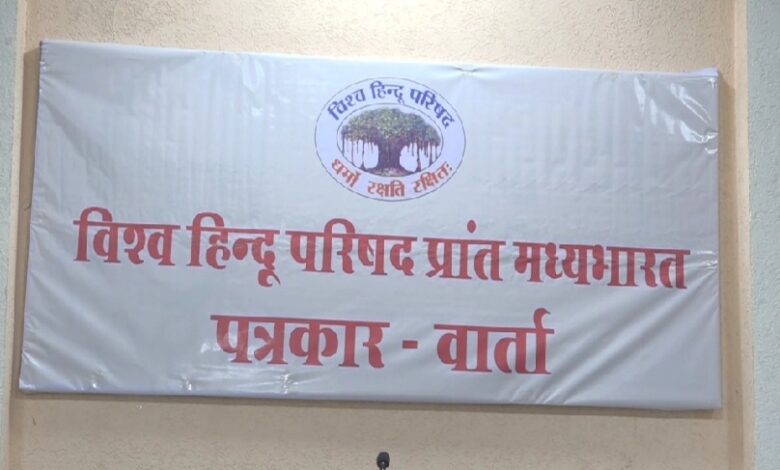 विश्व हिन्दू परिषद
धर्मो रक्षति रक्षितः
विश्व हिन्दू परिषद प्रांत मध्यभारत
पत्रकार - वार्ता